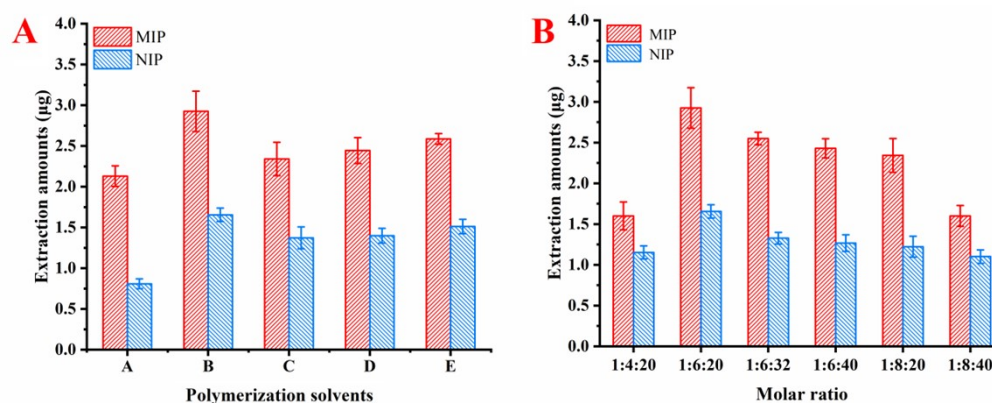 A
MIP
NIP
Extraction amounts (µg)
4.0
3.5
3.0
2.5
2.0
1.5
1.0
0.5
0.0
A B C D E
Polymerization solvents
B
MIP
NIP
Extraction amounts (µg)
4.0
3.5
3.0
2.5
2.0
1.5
1.0
0.5
0.0
1:4:20 1:6:20 1:6:32 1:6:40 1:8:20 1:8:40
Molar ratio